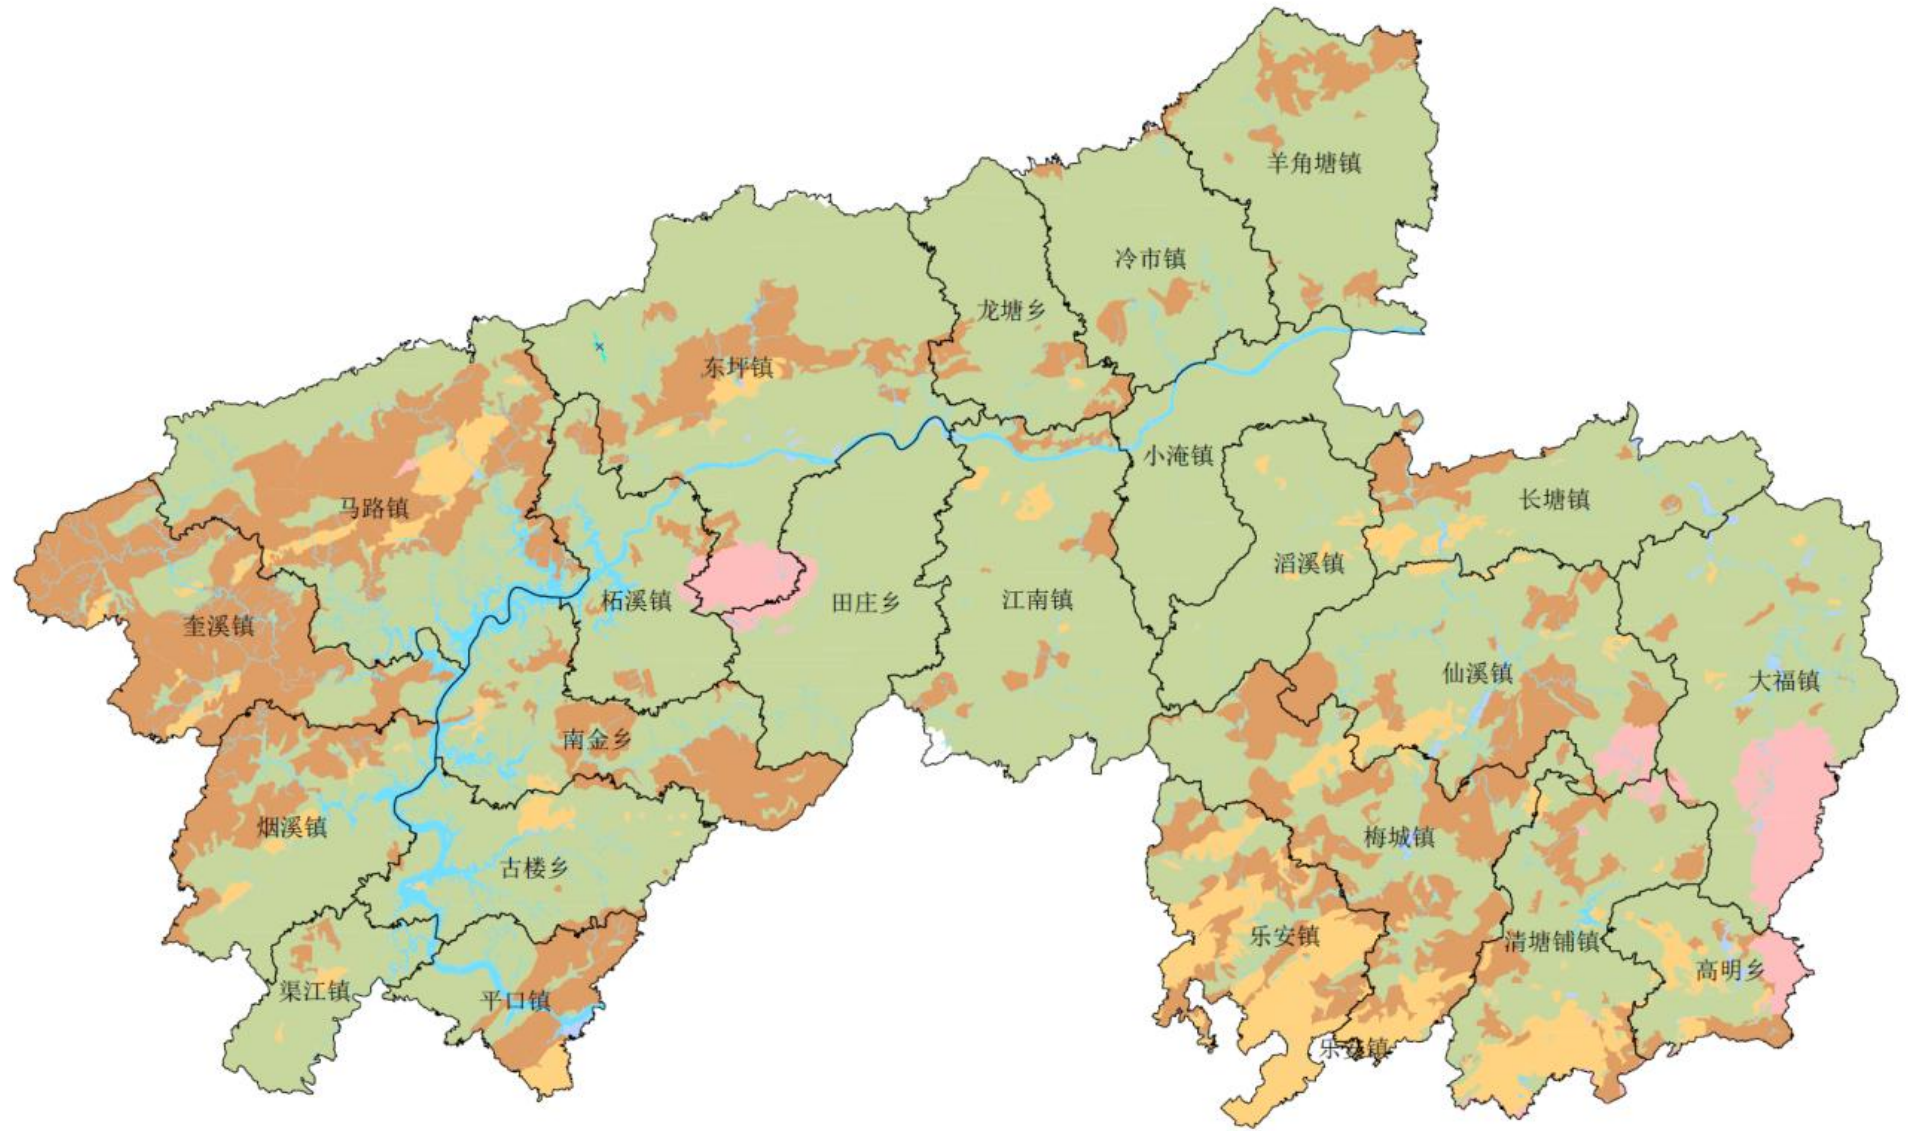 羊角塘镇
冷市镇
龙塘乡
东坪镇
小淹镇
长塘镇
马路镇
滔溪镇
柘溪镇
田庄乡
江南镇
奎溪镇
仙溪镇
大福镇
南金乡
烟溪镇
梅城镇
古楼乡
乐安镇
清塘铺镇
高明乡
渠江镇
平口镇
乐安镇